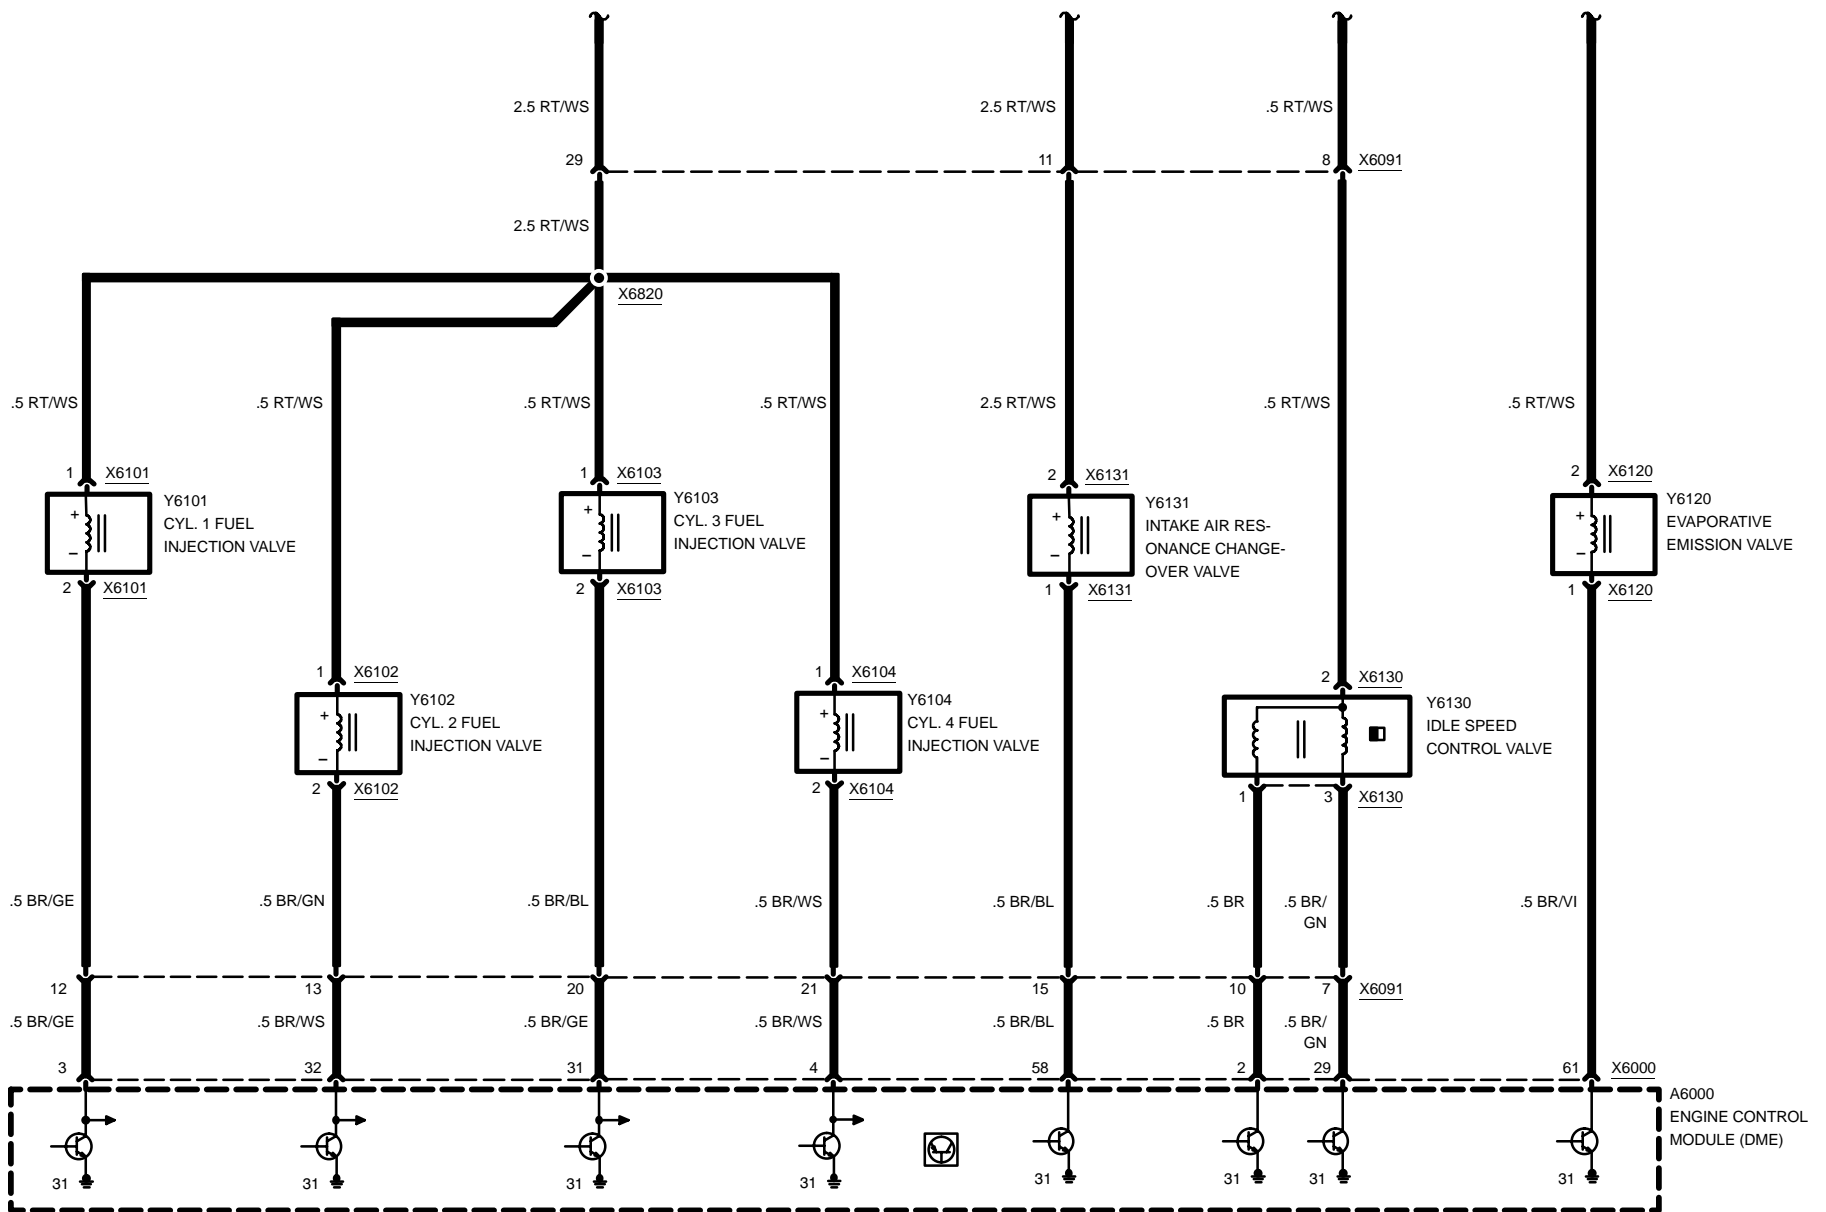 2.5 RT/WS 2.5 RT/WS .5 RT/WS
29 11 8 X6091
2.5 RT/WS
X6820
.5 RT/WS .5 RT/WS .5 RT/WS .5 RT/WS 2.5 RT/WS .5 RT/WS .5 RT/WS
1 X6101 1 X6103 2 X6131 2 X6120
Y6101
CYL. 1 FUEL
INJECTION VALVE
+
–
Y6103
CYL. 3 FUEL
INJECTION VALVE
+
–
Y6131
INTAKE AIR RES-
ONANCE CHANGE-
OVER VALVE
+
–
Y6120
EVAPORATIVE
EMISSION VALVE
+
–
2 X6101 2 X6103 1 X6131 1 X6120
1 X6102 1 X6104 2 X6130
Y6102
CYL. 2 FUEL
INJECTION VALVE
+
–
Y6104
CYL. 4 FUEL
INJECTION VALVE
+
–
Y6130
IDLE SPEED
CONTROL VALVE
2 X6102 2 X6104 1 3 X6130
.5 BR/GE .5 BR/GN .5 BR/BL .5 BR/WS .5 BR/BL .5 BR .5 BR/ .5 BR/VI
GN
12 13 20 21 15 10 7 X6091
.5 BR/GE .5 BR/WS .5 BR/GE .5 BR/WS .5 BR/BL .5 BR .5 BR/
GN
3 32 31 4 58 2 29 61 X6000
A6000
ENGINE CONTROL
MODULE (DME)
31 31 31 31 31 31 31 31